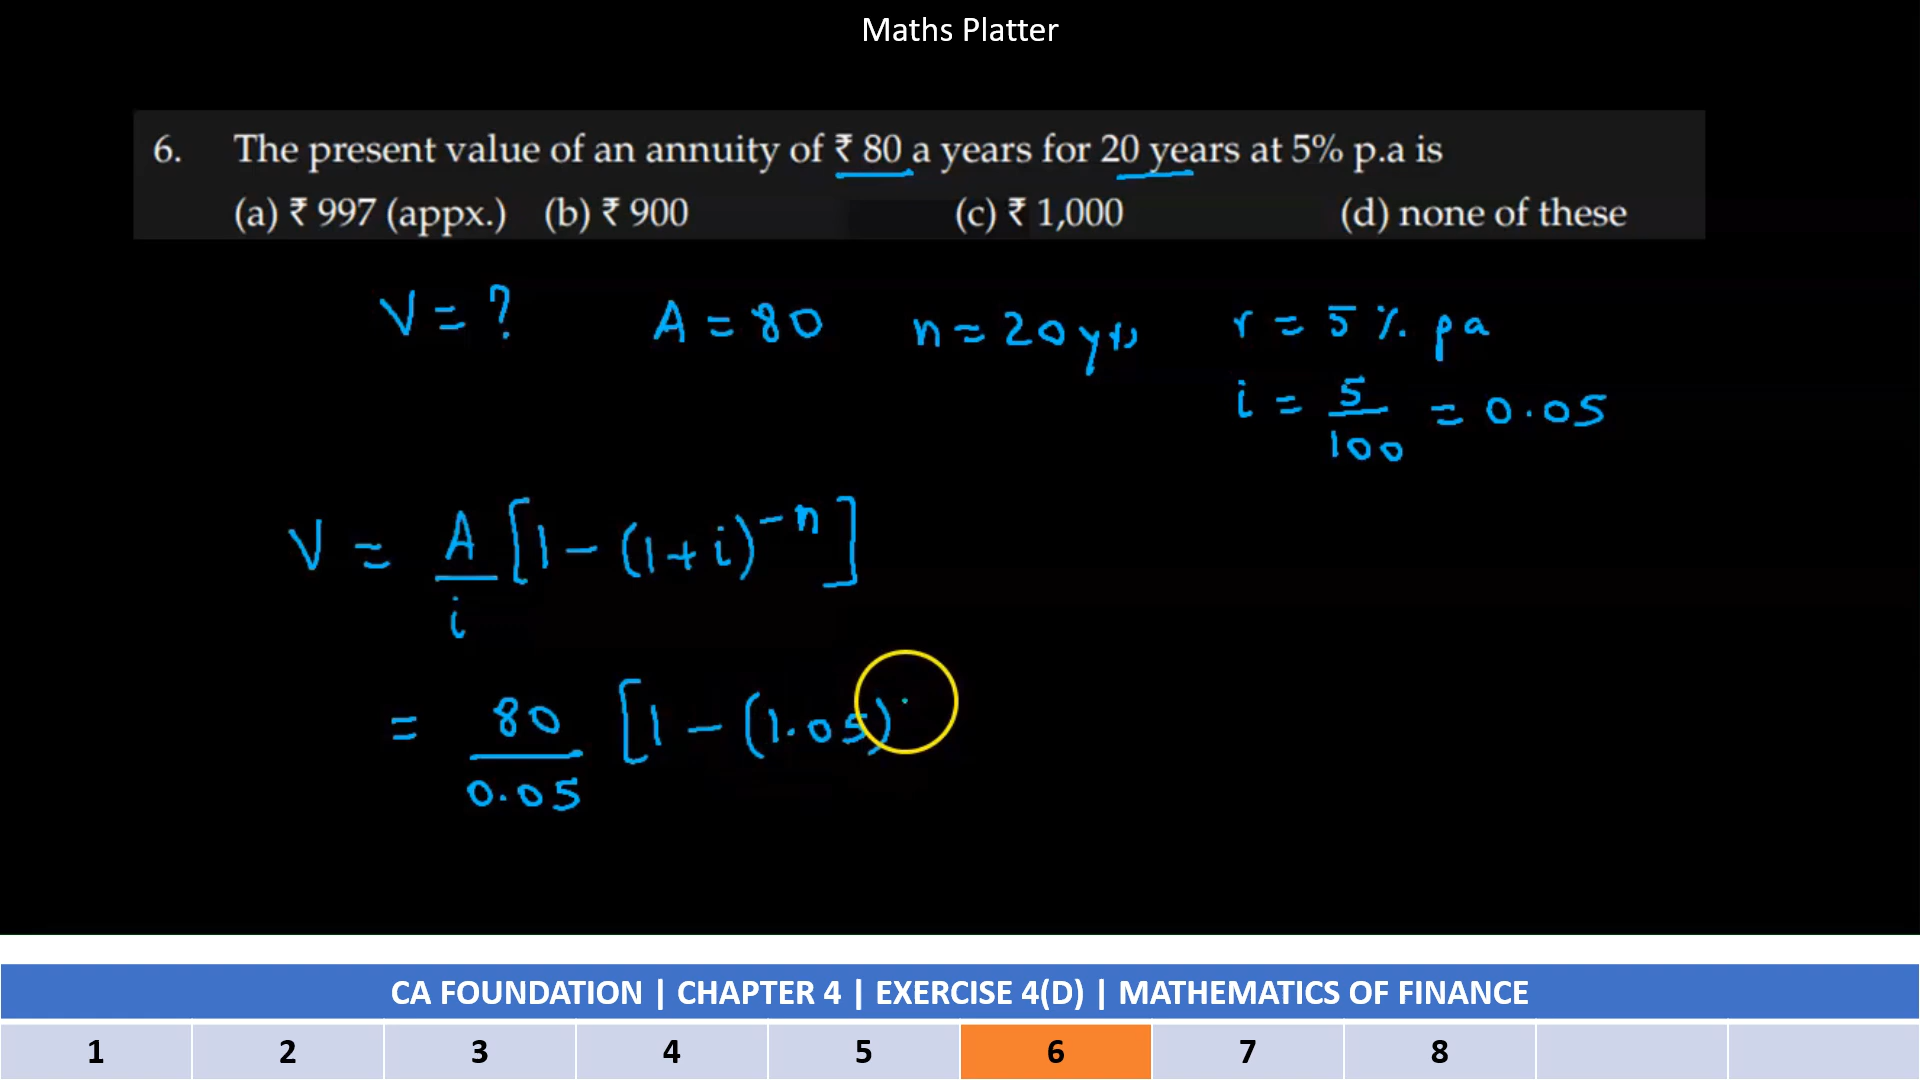 Maths Platter
6. The present value of an annuity of ₹ 80 a years for 20 years at 5% p.a is
(a) ₹ 997 (appx.) (b) ₹ 900 (c) ₹ 1,000 (d) none of these
V = ? A = 80 n = 20 yrs r = 5 % pa
i = 5/100 = 0.05
V = A/i [1 - (1 + i)^-n]
= 80/0.05 [1 - (1.05)
CA FOUNDATION | CHAPTER 4 | EXERCISE 4(D) | MATHEMATICS OF FINANCE
1 2 3 4 5 6 7 8